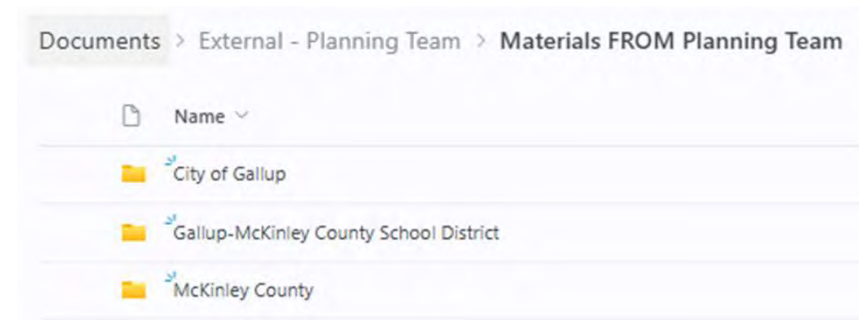 Documents > External - Planning Team > Materials FROM Planning Team
Name
City of Gallup
Gallup-McKinley County School District
McKinley County